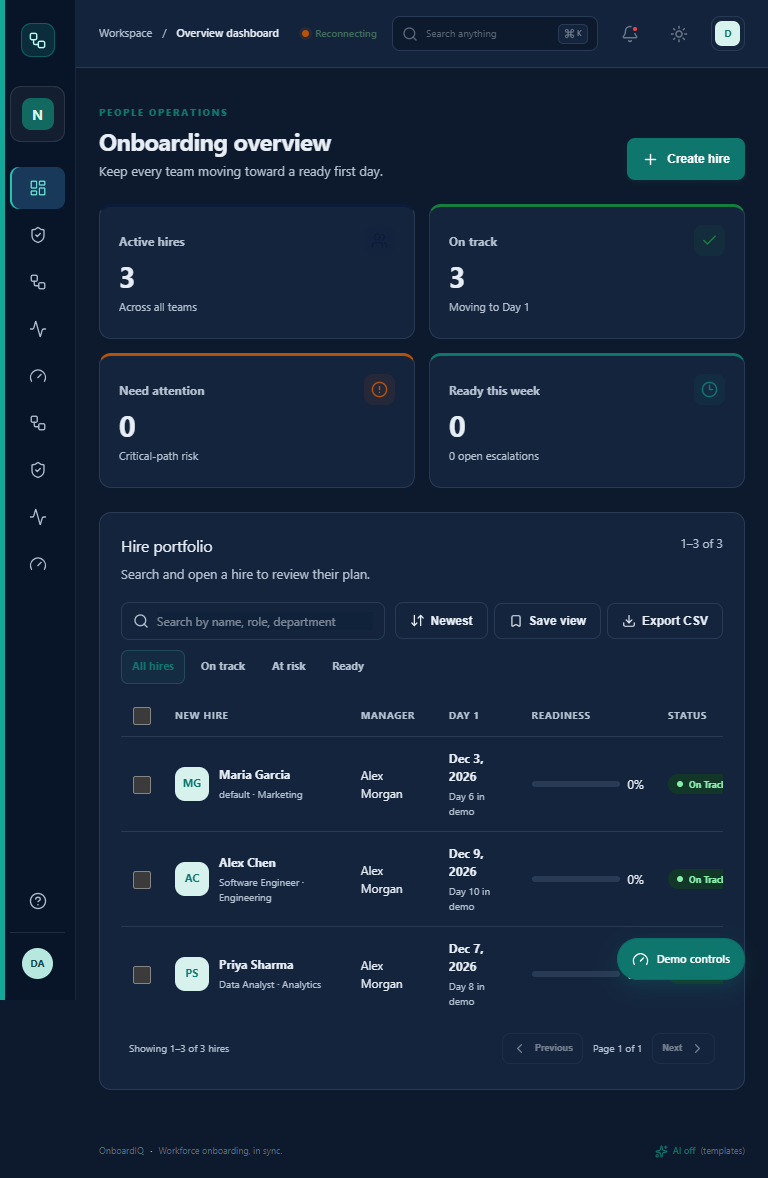 Workspace / Overview dashboard
Reconnecting
Search anything
⌘ K
D
N
PEOPLE OPERATIONS
Onboarding overview
Keep every team moving toward a ready first day.
Create hire
Active hires
3
Across all teams
On track
3
Moving to Day 1
Need attention
0
Critical-path risk
Ready this week
0
0 open escalations
Hire portfolio
1–3 of 3
Search and open a hire to review their plan.
Search by name, role, department
Newest
Save view
Export CSV
All hires
On track
At risk
Ready
NEW HIRE
MANAGER
DAY 1
READINESS
STATUS
MG
Maria Garcia
default · Marketing
Alex
Morgan
Dec 3,
2026
Day 6 in
demo
0%
On Track
AC
Alex Chen
Software Engineer ·
Engineering
Alex
Morgan
Dec 9,
2026
Day 10 in
demo
0%
On Track
PS
Priya Sharma
Data Analyst · Analytics
Alex
Morgan
Dec 7,
2026
Day 8 in
demo
Demo controls
Showing 1–3 of 3 hires
Previous
Page 1 of 1
Next
DA
OnboardIQ · Workforce onboarding, in sync.
AI off (templates)